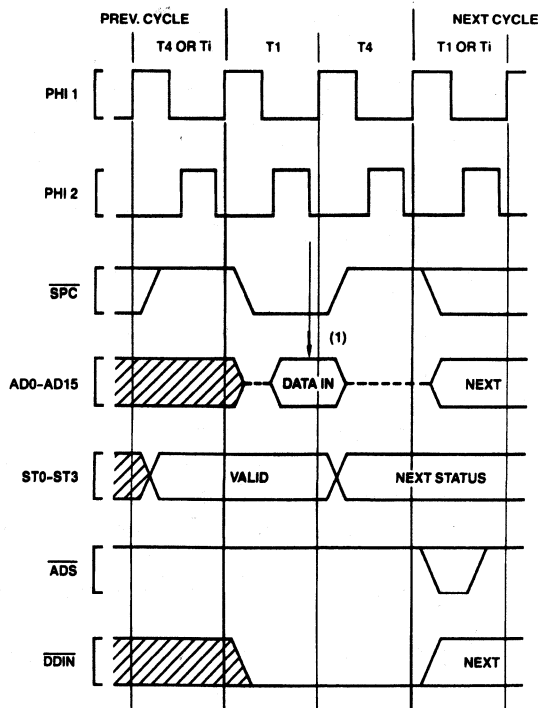 PREV. CYCLE NEXT CYCLE
T4 OR Ti T1 T4 T1 OR Ti
PHI 1
PHI 2
SPC
(1)
AD0–AD15 DATA IN NEXT
ST0–ST3 VALID NEXT STATUS
ADS
DDIN NEXT